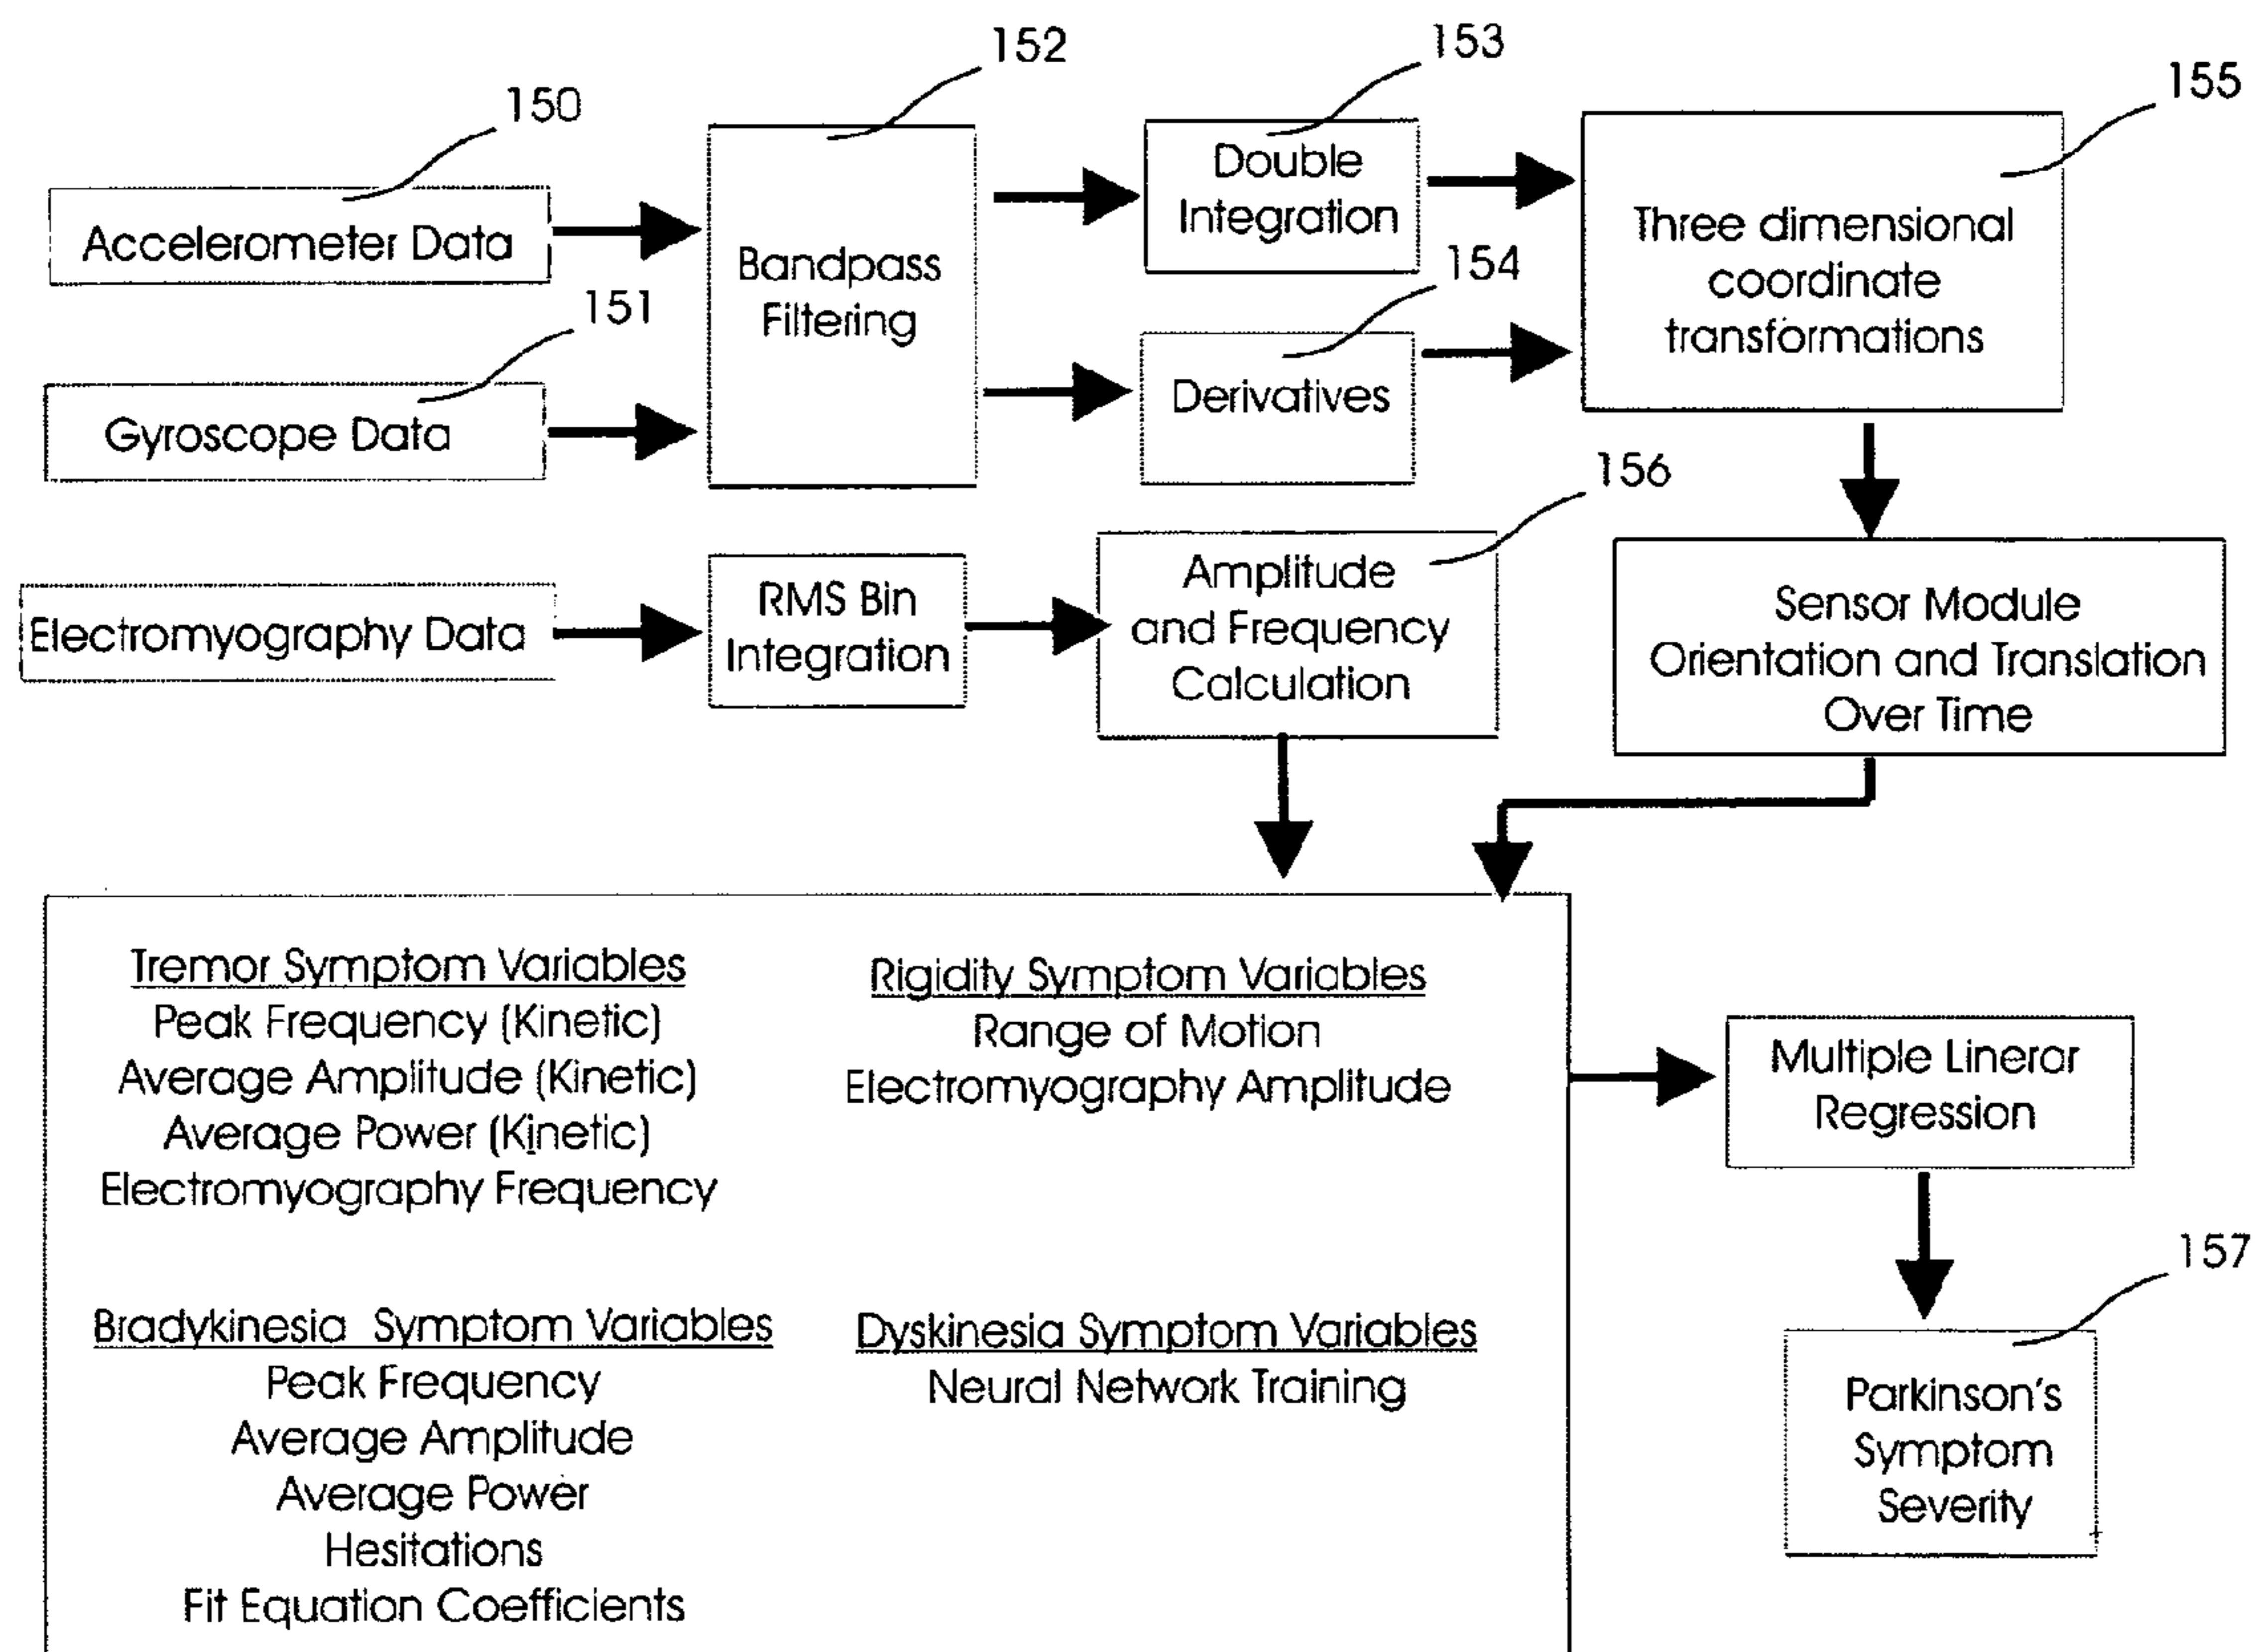 152
153
155
150
Accelerometer Data
Bandpass
Filtering
Double
Integration
Three dimensional
coordinate
transformations
151
154
Gyroscope Data
Derivatives
156
Electromyography Data
RMS Bin
Integration
Amplitude
and Frequency
Calculation
Sensor Module
Orientation and Translation
Over Time
Tremor Symptom Variables
Peak Frequency (Kinetic)
Average Amplitude (Kinetic)
Average Power (Kinetic)
Electromyography Frequency
Rigidity Symptom Variables
Range of Motion
Electromyography Amplitude
Multiple Linerar
Regression
157
Bradykinesia Symptom Variables
Peak Frequency
Average Amplitude
Average Power
Hesitations
Fit Equation Coefficients
Dyskinesia Symptom Variables
Neural Network Training
Parkinson's
Symptom
Severity